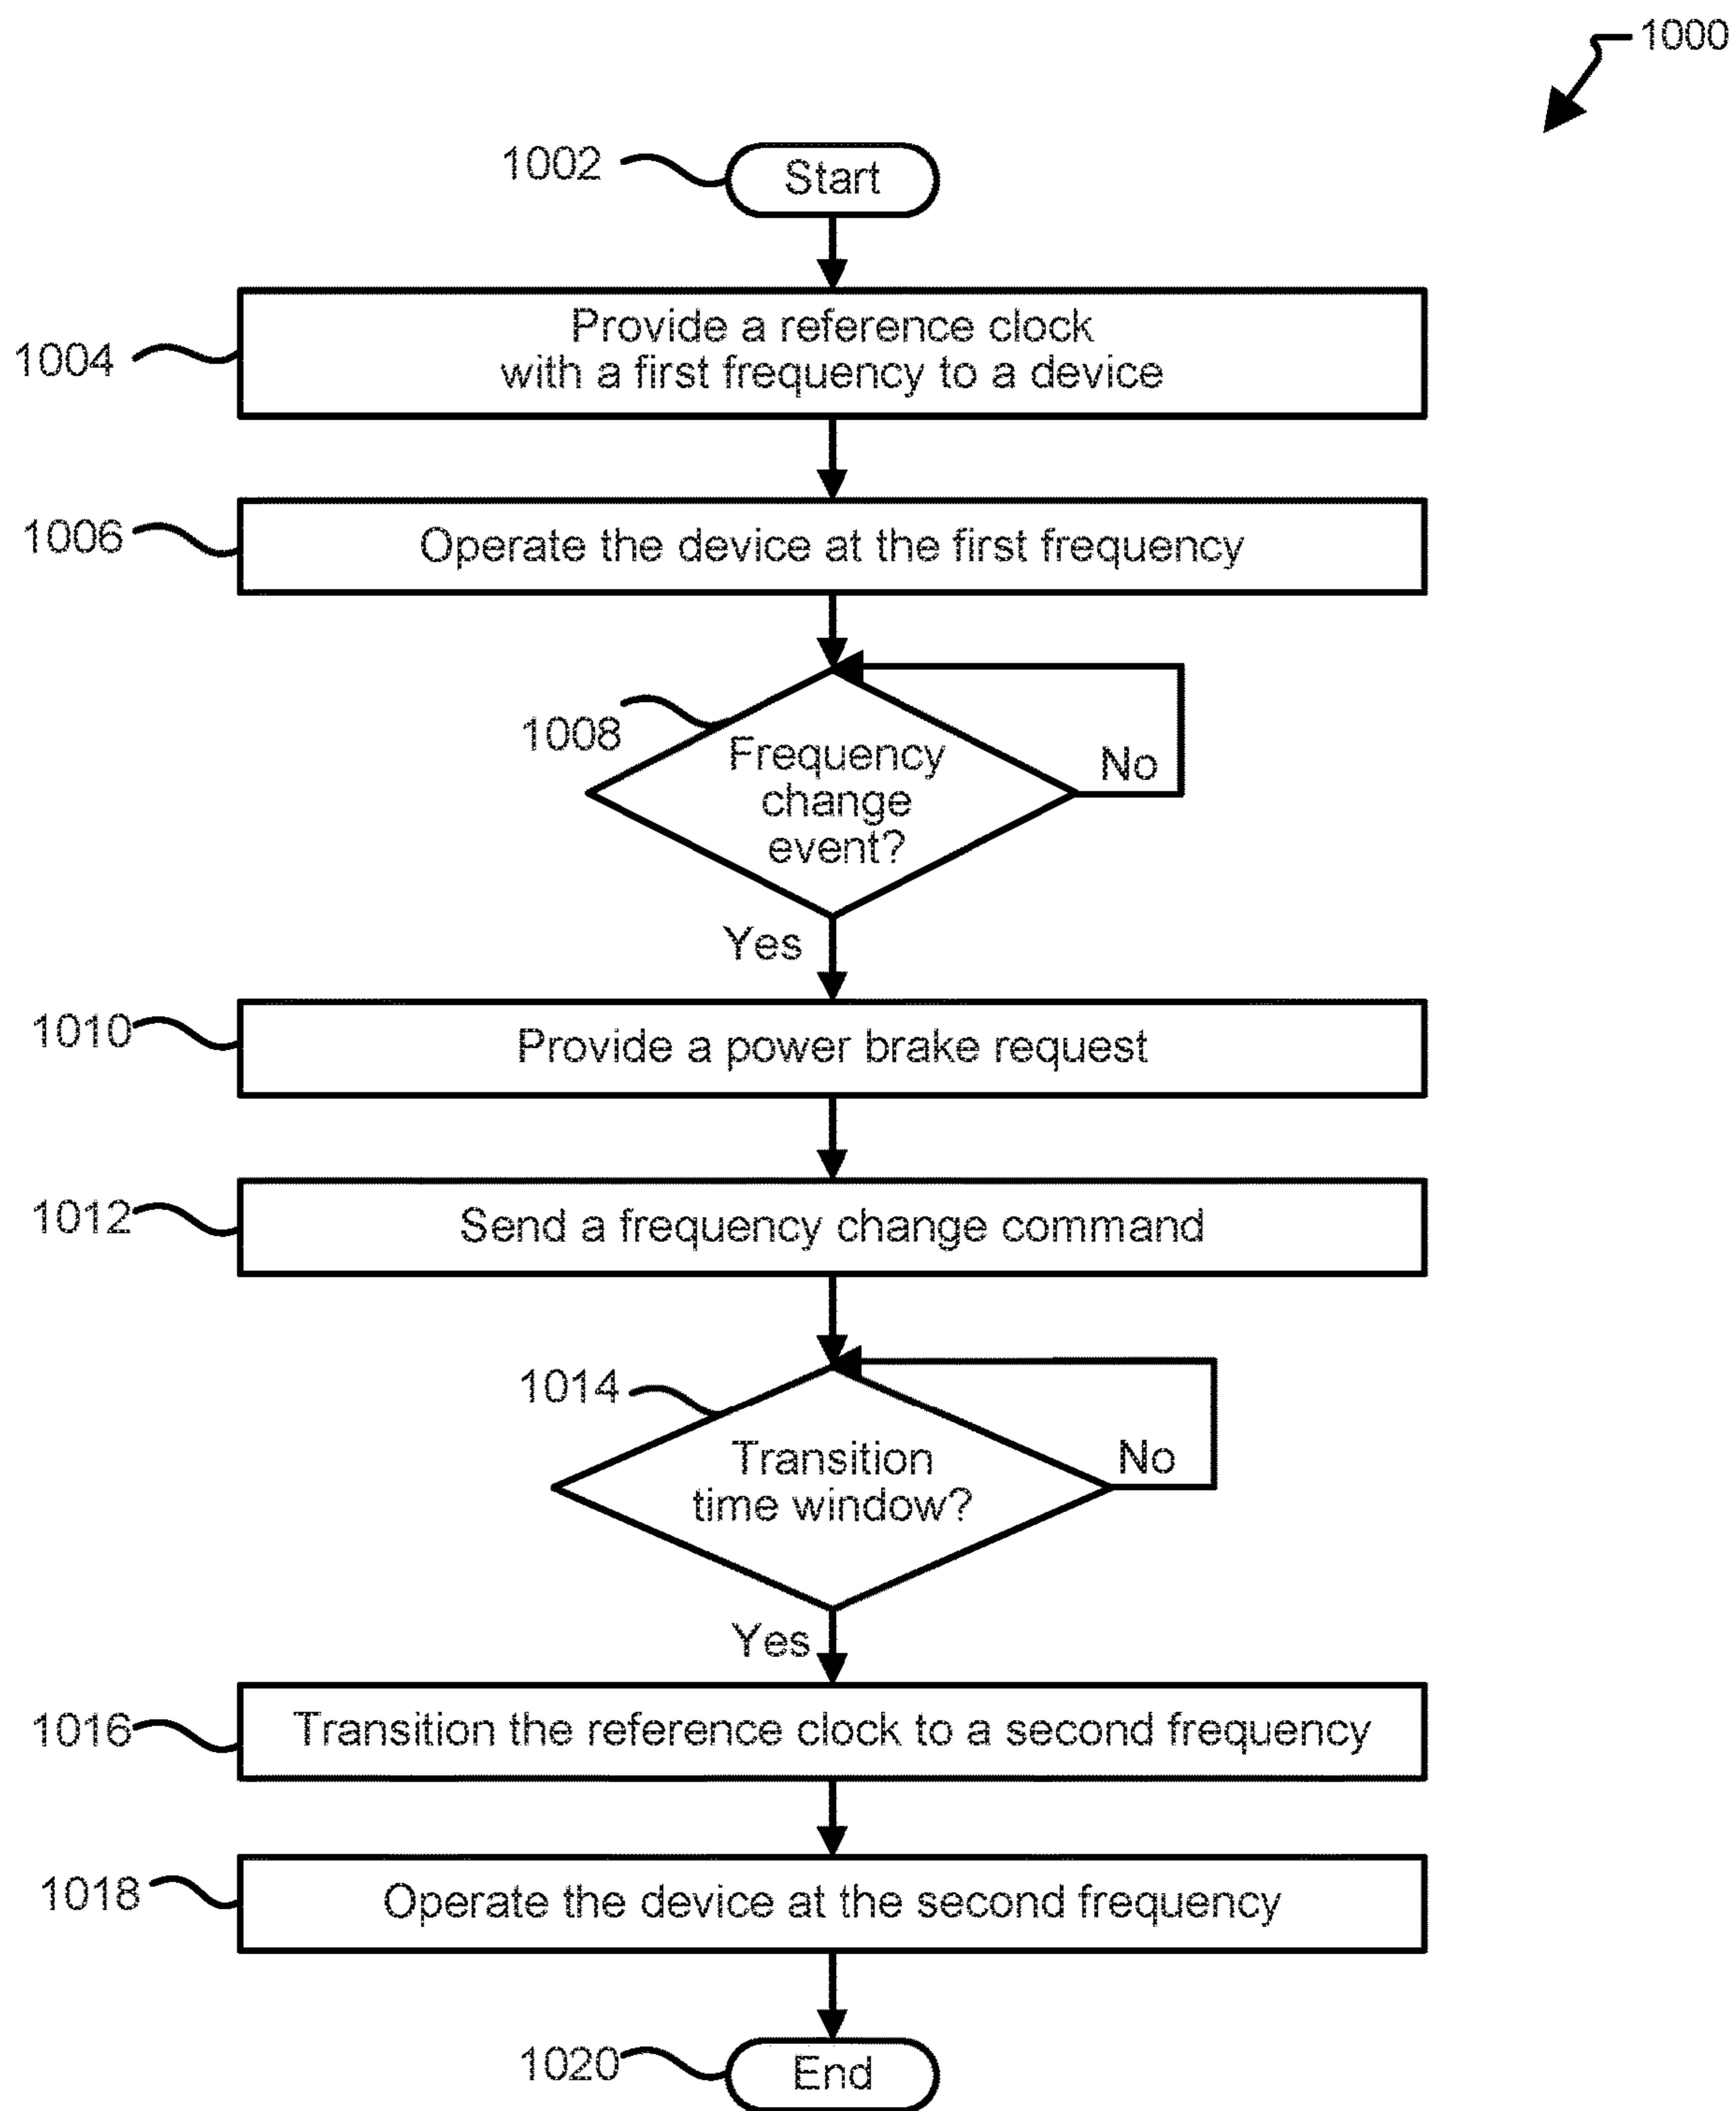 1000
1002
Start
1004
Provide a reference clock
with a first frequency to a device
1006
Operate the device at the first frequency
1008
Frequency
change
event?
No
Yes
1010
Provide a power brake request
1012
Send a frequency change command
1014
Transition
time window?
No
Yes
1016
Transition the reference clock to a second frequency
1018
Operate the device at the second frequency
1020
End